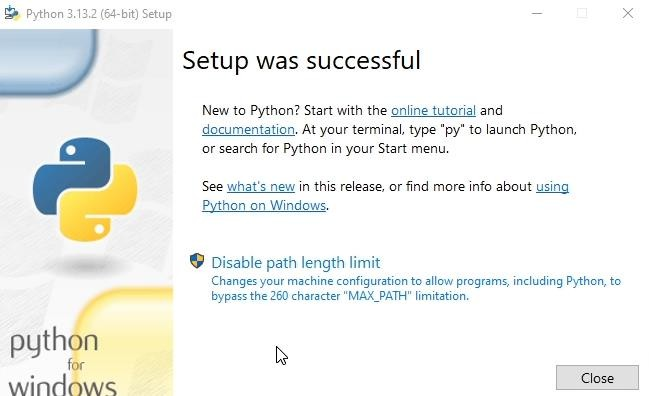 Python 3.13.2 (64-bit) Setup
Setup was successful
New to Python? Start with the online tutorial and
documentation. At your terminal, type "py" to launch Python,
or search for Python in your Start menu.
See what's new in this release, or find more info about using
Python on Windows.
Disable path length limit
Changes your machine configuration to allow programs, including Python, to
bypass the 260 character "MAX_PATH" limitation.
python
for
windows
Close